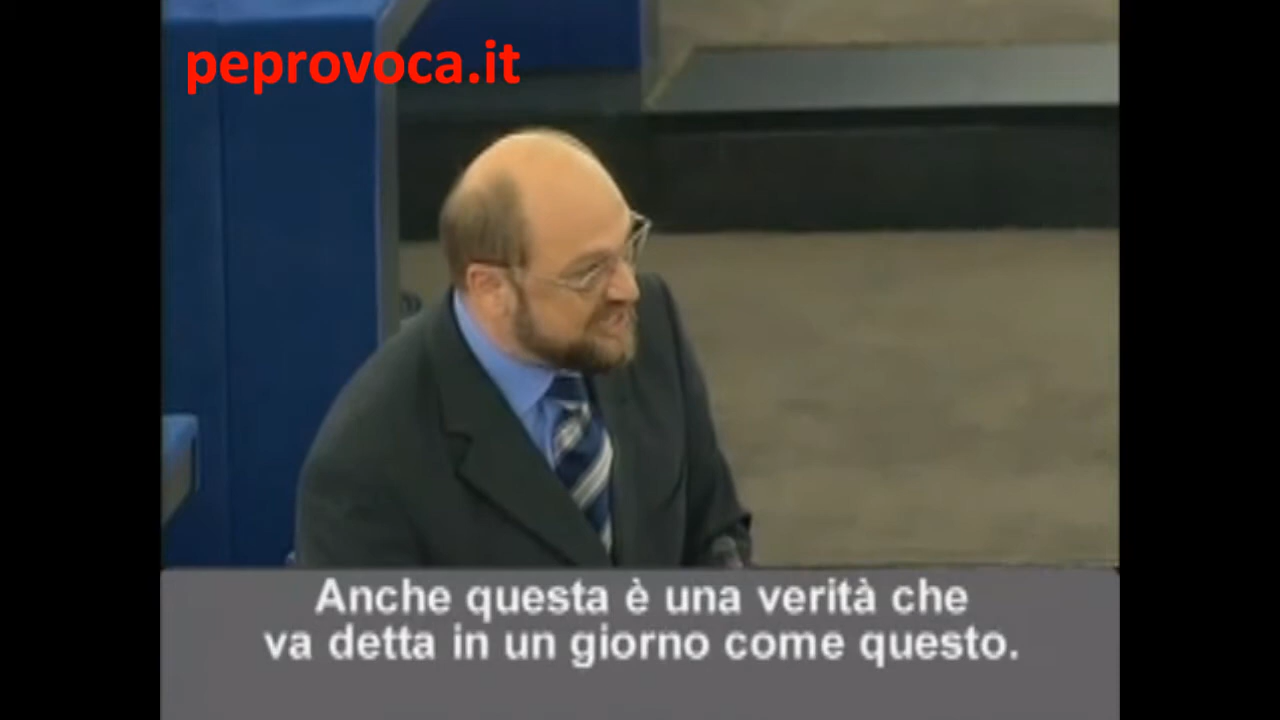 peprovoca.it
Anche questa è una verità che
va detta in un giorno come questo.